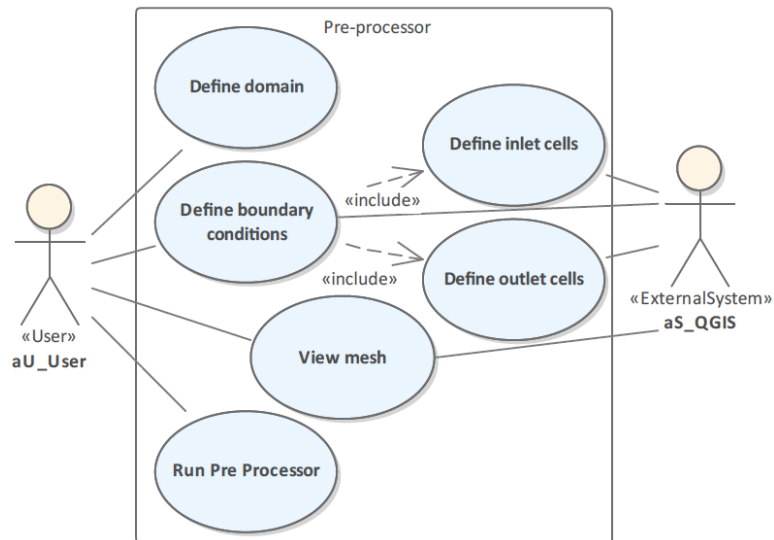 Pre-processor
Define domain
Define inlet cells
«include»
Define boundary
conditions
«include»
Define outlet cells
«User»
aU_User
«ExternalSystem»
aS_QGIS
View mesh
Run Pre Processor